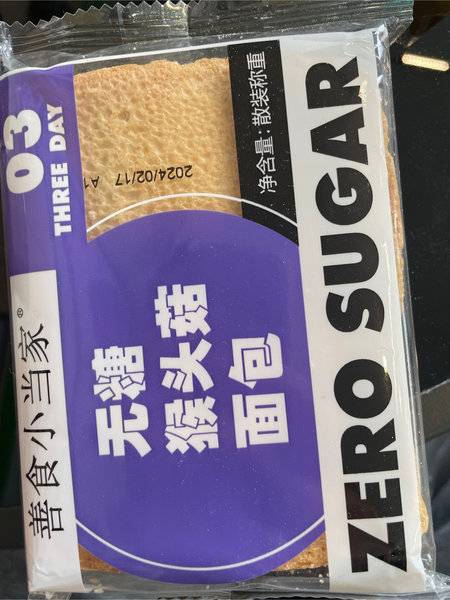 03
THREE DAY
善食小当家®
2024/02/17 A1
净含量:散装称重
无糖
猴头菇
面包
ZERO SUGAR